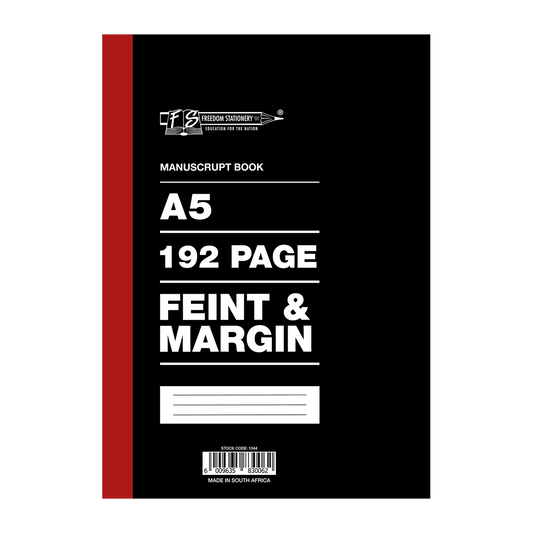 FS FREEDOM STATIONERY ®
EDUCATION FOR THE NATION
MANUSCRUPT BOOK
A5
192 PAGE
FEINT &
MARGIN
STOCK CODE: 1044
6 009635 830062
MADE IN SOUTH AFRICA